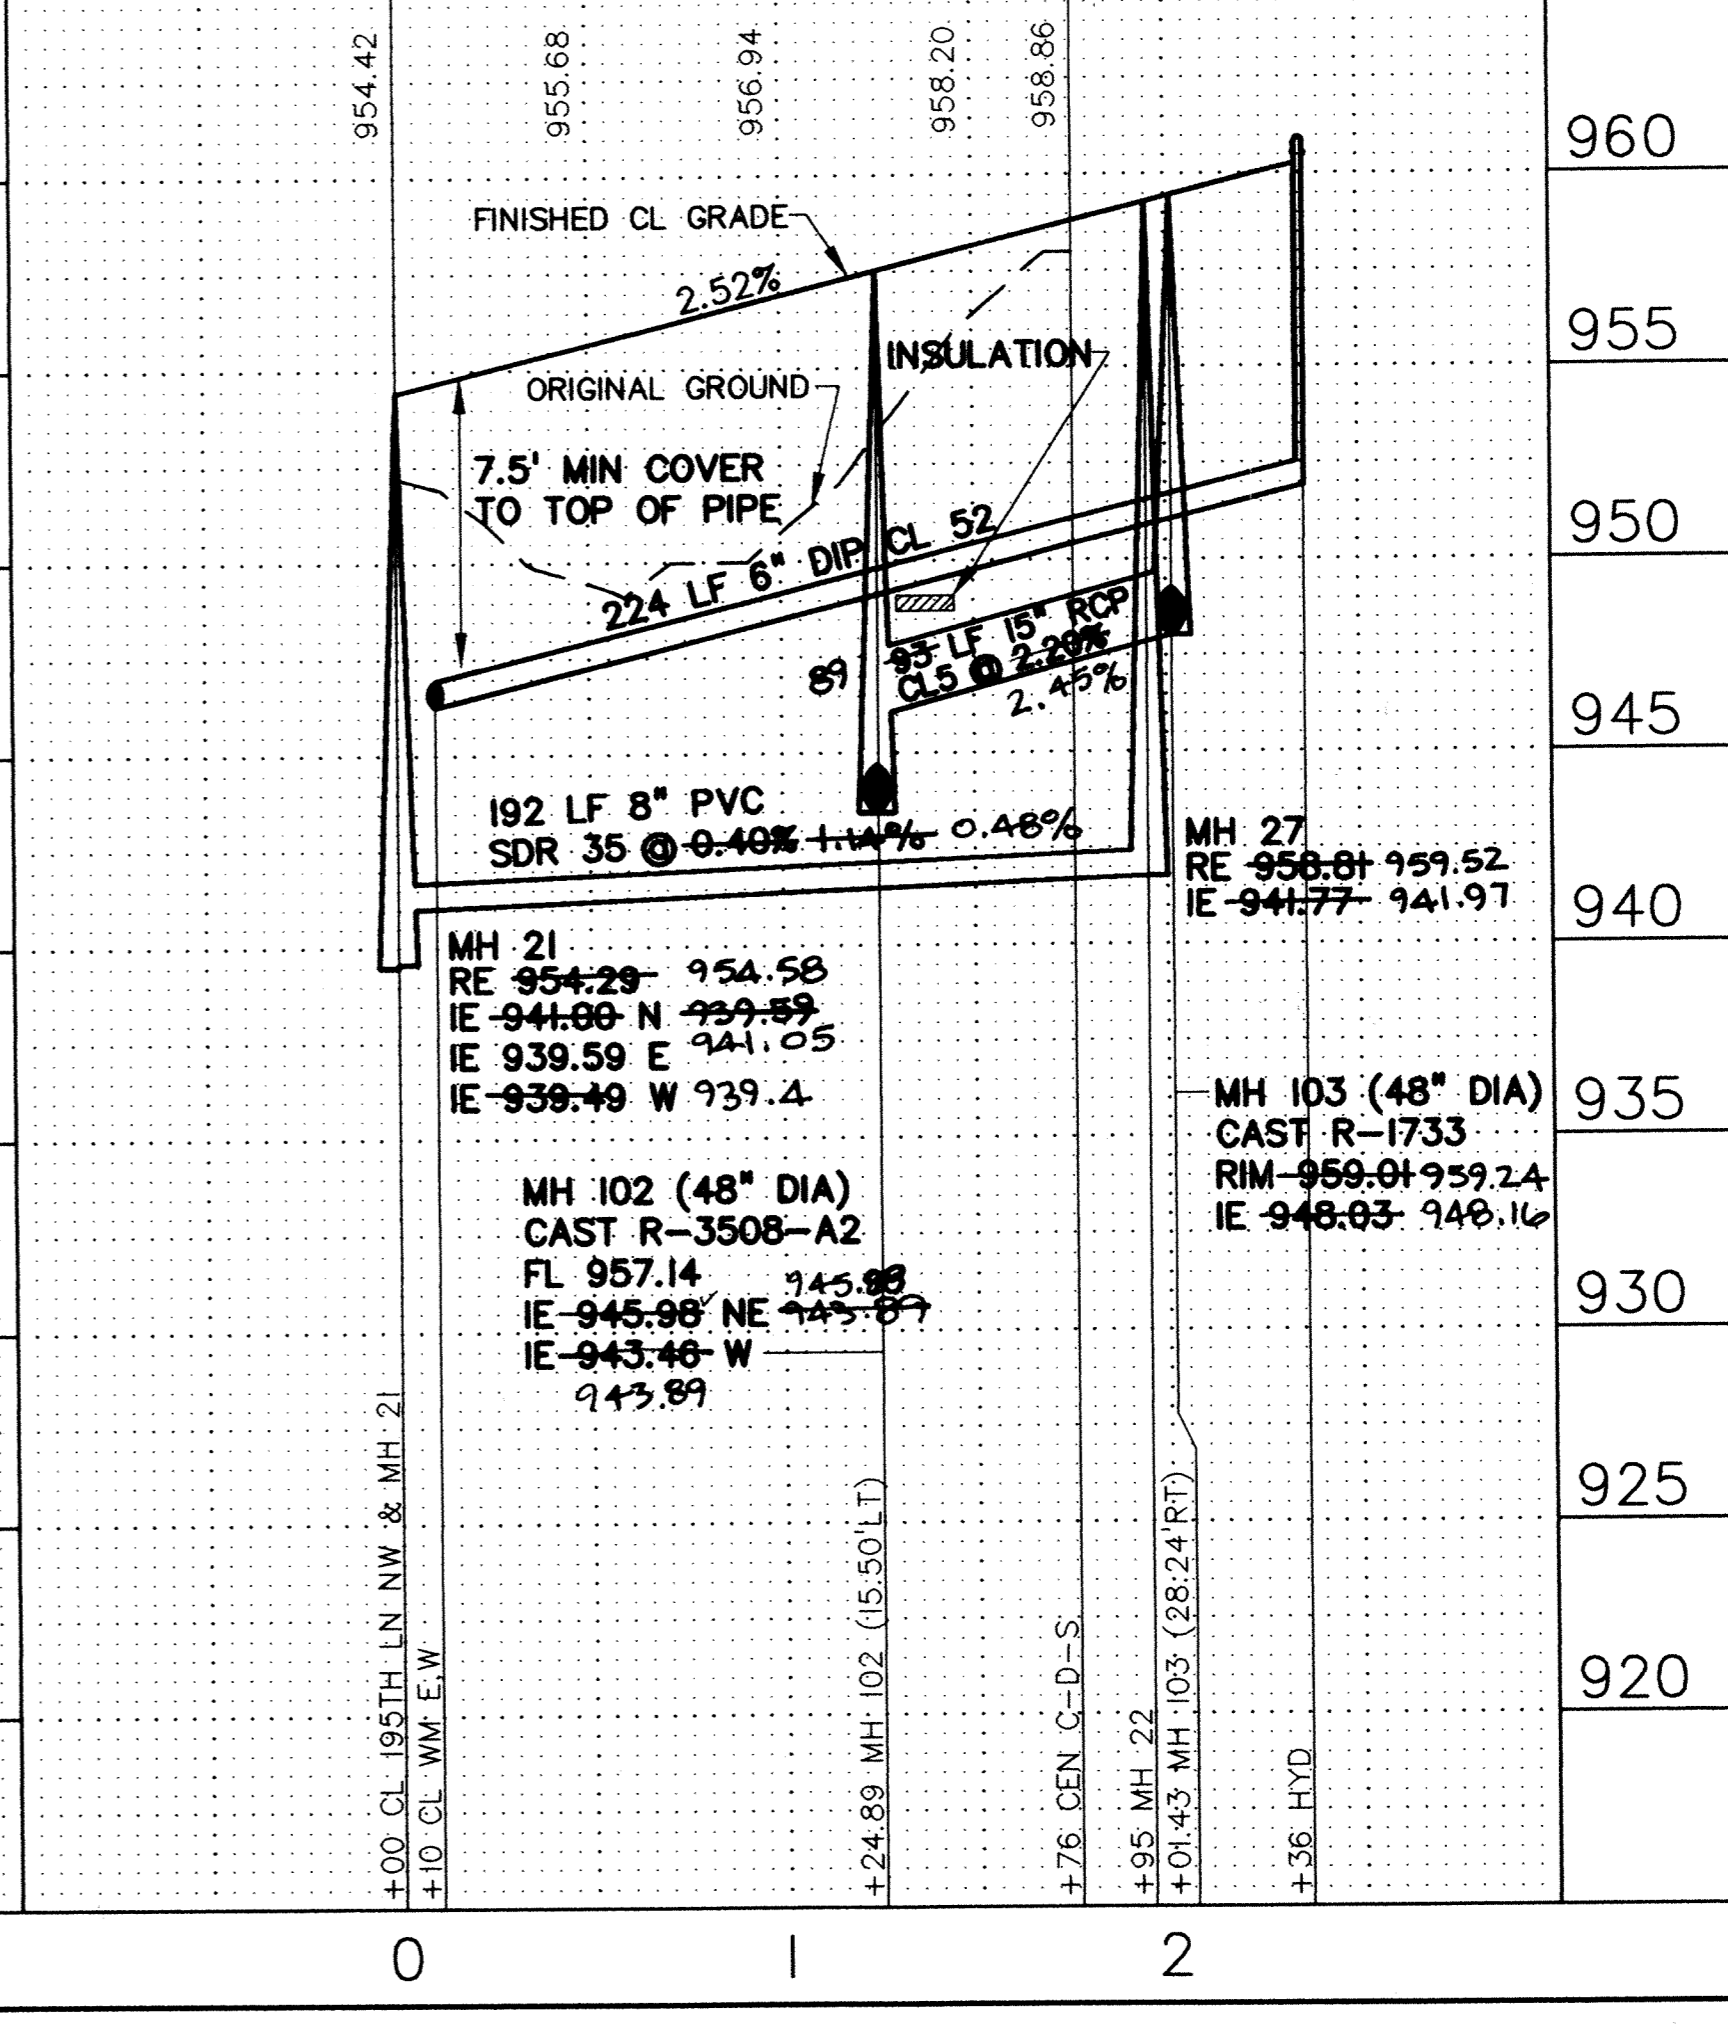 954.42
955.68
956.94
958.20
958.86
960
FINISHED CL GRADE
2.52%
955
INSULATION
ORIGINAL GROUND
7.5' MIN COVER
TO TOP OF PIPE
950
224 LF 6" DIP CL 52
89 93 LF 15" RCP
CL5 @ 2.20%
2.45%
945
192 LF 8" PVC
SDR 35 @ 0.40% 1.14% 0.48%
MH 27
RE 958.81 959.52
IE 941.77 941.97
940
MH 21
RE 954.29 954.58
IE 941.00 N 939.59
941.05
IE 939.59 E
IE 939.49 W 939.4
935
MH 103 (48" DIA)
CAST R-1733
RIM 959.01 959.24
IE 948.03 948.16
MH 102 (48" DIA)
CAST R-3508-A2
FL 957.14
945.88
IE 945.98 NE 943.89
IE 943.46 W
943.89
930
925
920
+00 CL 195TH LN NW & MH 21
+10 CL WM E,W
+24.89 MH 102 (15.50'LT)
+76 CEN C-D-S
+95 MH 22
+01.43 MH 103 (28.24'RT)
+36 HYD
0
1
2